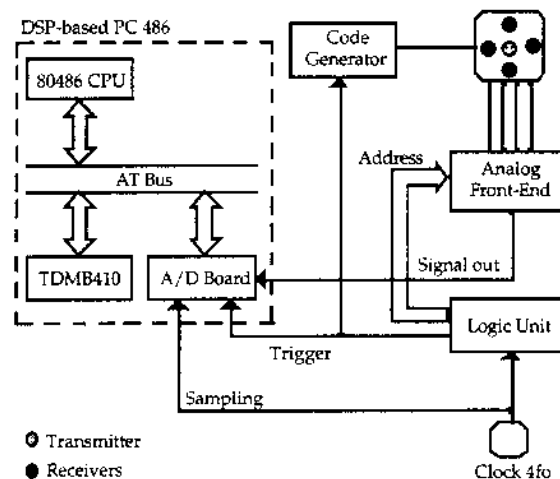 DSP-based PC 486
Code
Generator
80486 CPU
Address
Analog
Front-End
AT Bus
Signal out
TDMB410
A/D Board
Logic Unit
Trigger
Sampling
Transmitter
Receivers
Clock 4fo